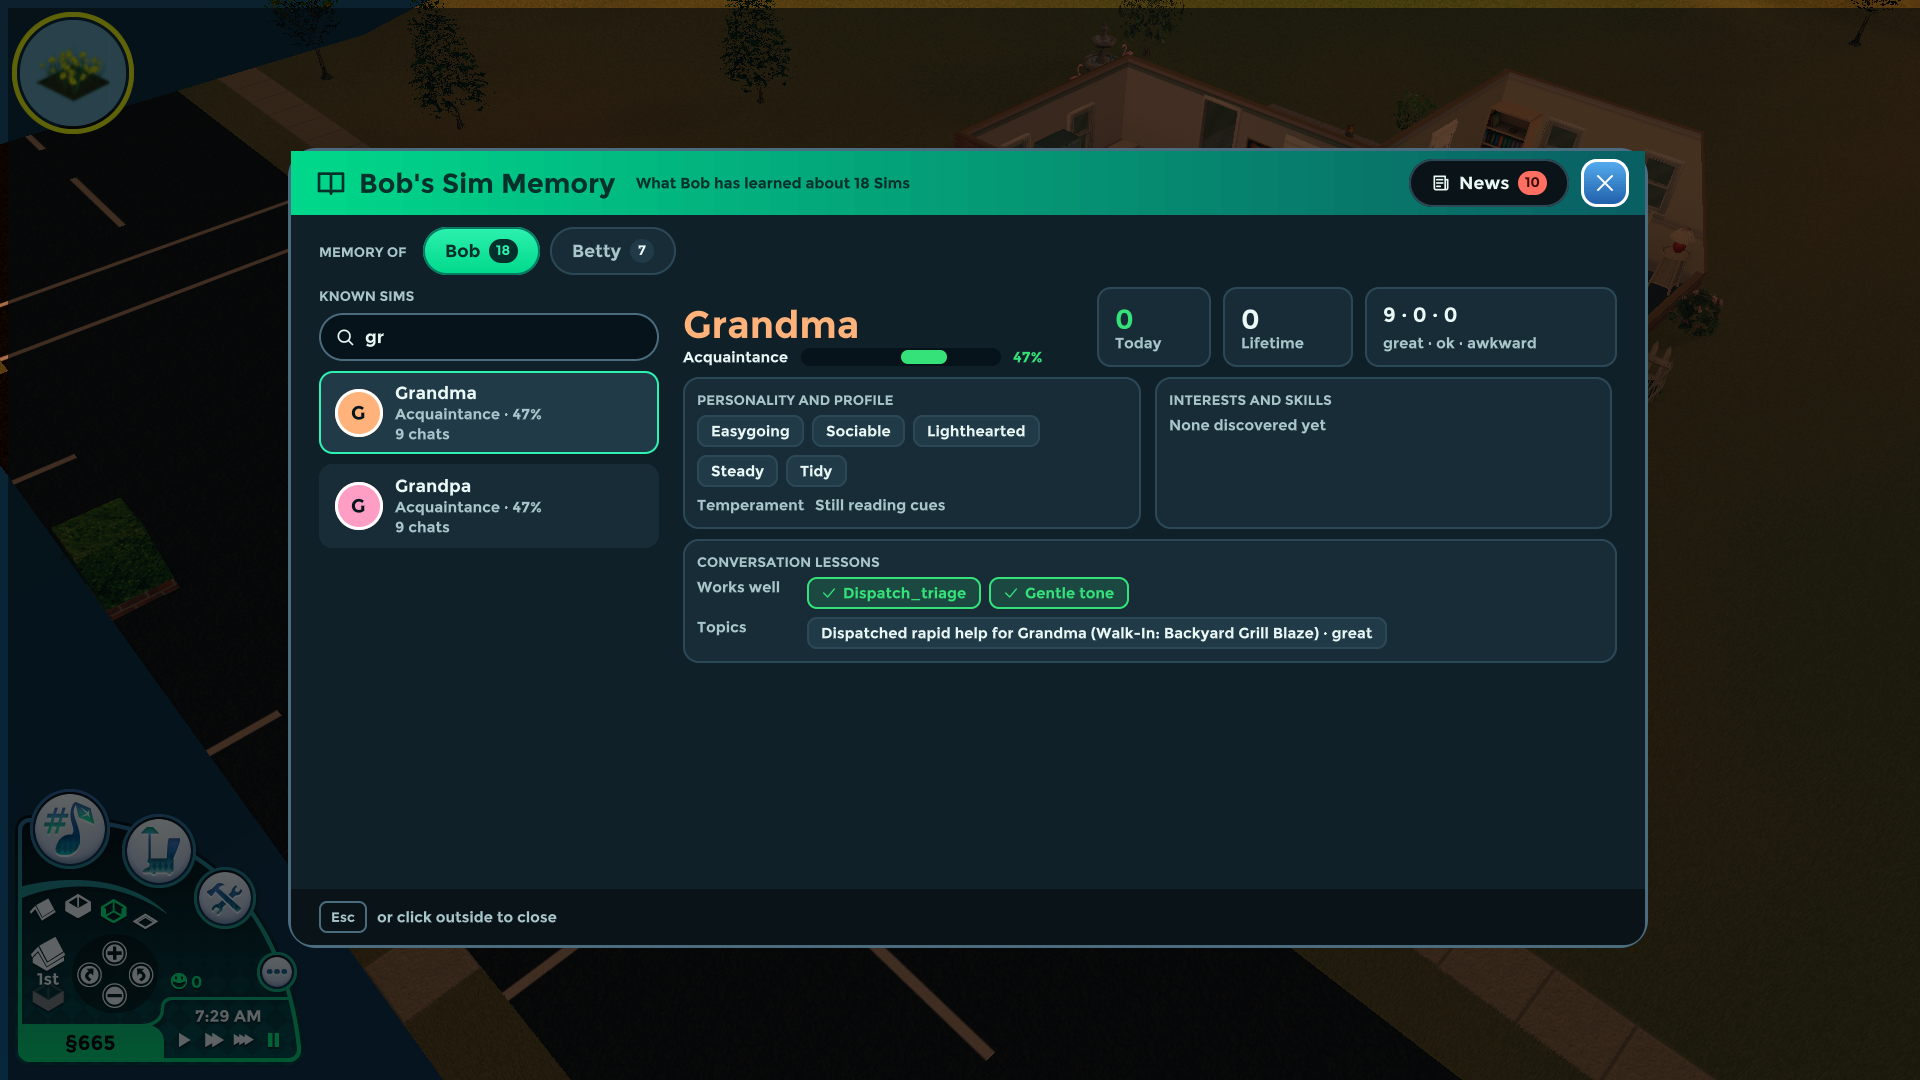 Bob's Sim Memory
What Bob has learned about 18 Sims
News 10
MEMORY OF
Bob 18
Betty 7
KNOWN SIMS
gr
G
Grandma
Acquaintance · 47%
9 chats
G
Grandpa
Acquaintance · 47%
9 chats
Grandma
Acquaintance
47%
0
Today
0
Lifetime
9 · 0 · 0
great · ok · awkward
PERSONALITY AND PROFILE
Easygoing
Sociable
Lighthearted
Steady
Tidy
Temperament Still reading cues
INTERESTS AND SKILLS
None discovered yet
CONVERSATION LESSONS
Works well
Dispatch_triage
Gentle tone
Topics
Dispatched rapid help for Grandma (Walk-In: Backyard Grill Blaze) · great
Esc or click outside to close
#
1st
0
7:29 AM
§665